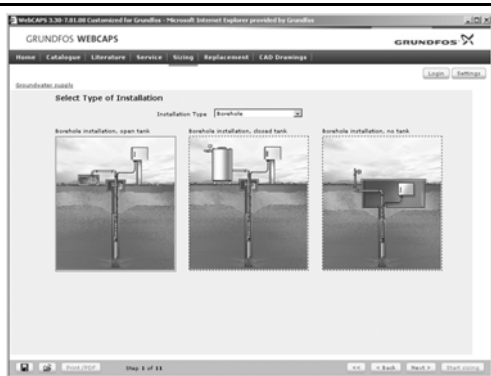 WebCAPS 3.30-7.01.08 Customized for Grundfos - Microsoft Internet Explorer provided by Grundfos
GRUNDFOS WEBCAPS
GRUNDFOS
Home Catalogue Literature Service Sizing Replacement CAD Drawings
Login Settings
Groundwater supply
Select Type of Installation
Installation Type Borehole
Borehole installation, open tank Borehole installation, closed tank Borehole installation, no tank
Print/PDF Step 1 of 11 << < Back Next > Start sizing